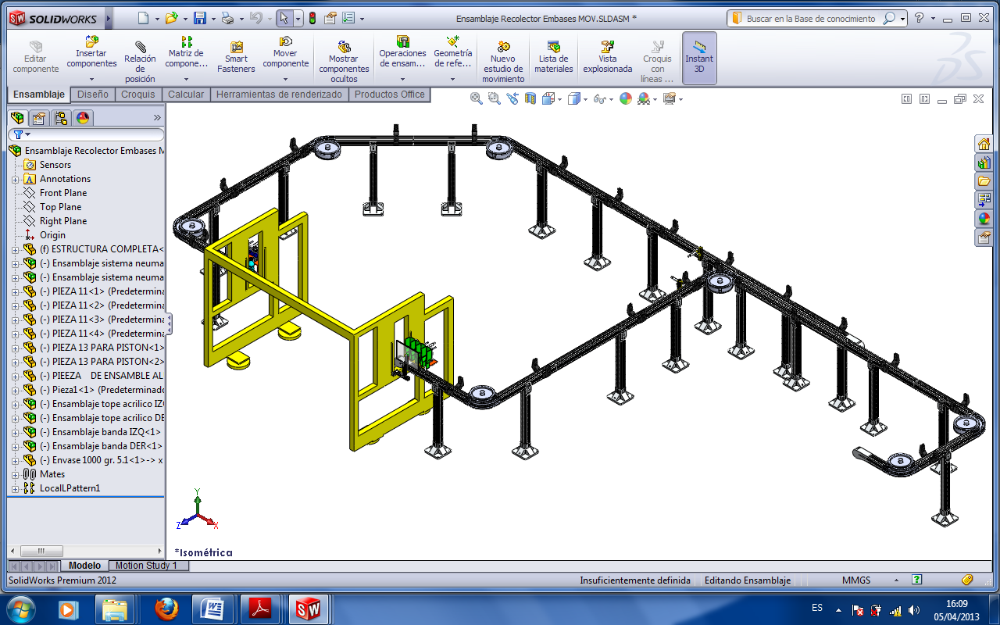 SOLIDWORKS
Ensamblaje Recolector Embases MOV.SLDASM *
Buscar en la Base de conocimiento
Editar componente
Insertar componentes
Relación de posición
Matriz de compone...
Smart Fasteners
Mover componente
Mostrar componentes ocultos
Operaciones de ensam...
Geometría de refe...
Nuevo estudio de movimiento
Lista de materiales
Vista explosionada
Croquis con líneas ...
Instant 3D
Ensamblaje
Diseño
Croquis
Calcular
Herramientas de renderizado
Productos Office
Ensamblaje Recolector Embases M
Sensors
Annotations
Front Plane
Top Plane
Right Plane
Origin
(f) ESTRUCTURA COMPLETA<
(-) Ensamblaje sistema neuma
(-) Ensamblaje sistema neuma
(-) PIEZA 11<1> (Predetermina
(-) PIEZA 11<2> (Predetermina
(-) PIEZA 11<3> (Predetermina
(-) PIEZA 11<4> (Predetermina
(-) PIEZA 13 PARA PISTON<1>
(-) PIEZA 13 PARA PISTON<2>
(-) PIEEZA DE ENSAMBLE AL
(-) Pieza1<1> (Predeterminado
(-) Ensamblaje tope acrilico IZQ
(-) Ensamblaje tope acrilico DE
(-) Ensamblaje banda IZQ<1>
(-) Ensamblaje banda DER<1>
(-) Envase 1000 gr. 5.1<1>-> x
Mates
LocalLPattern1
Y
Z
X
*Isométrica
Modelo
Motion Study 1
SolidWorks Premium 2012
Insuficientemente definida
Editando Ensamblaje
MMGS
ES
16:09
05/04/2013